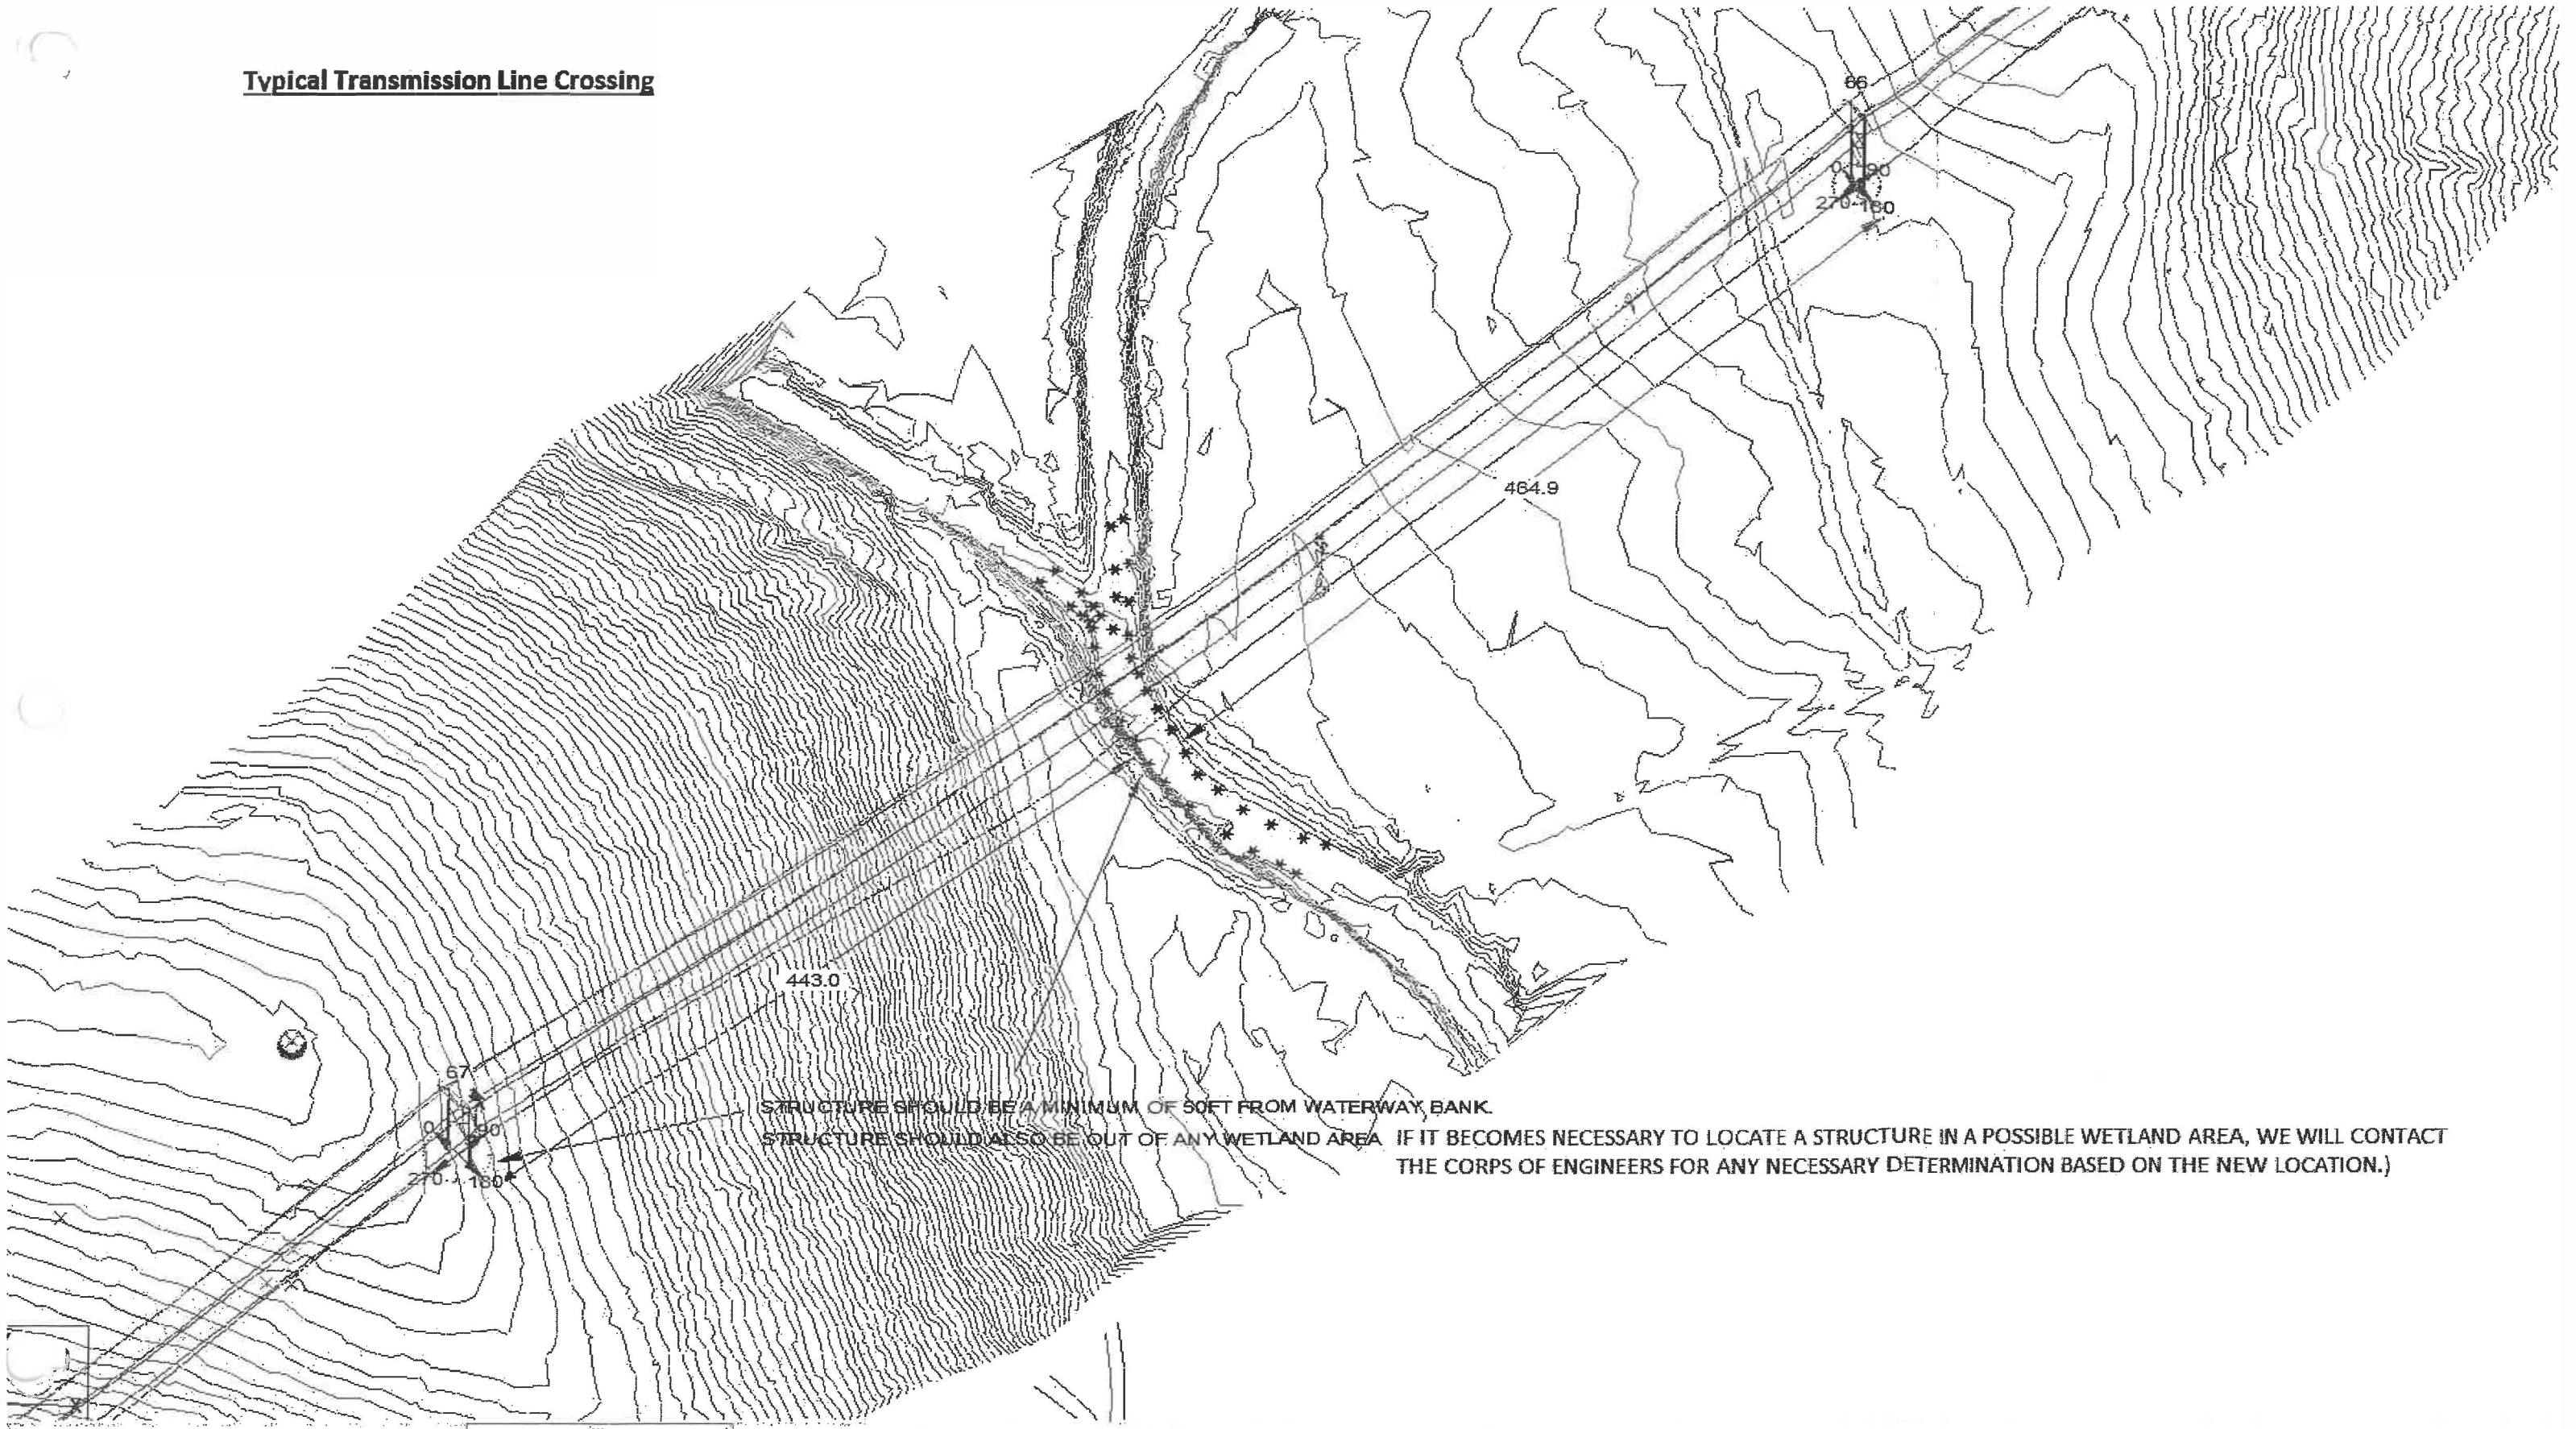 Typical Transmission Line Crossing
66
0 90
270 180
464.9
443.0
67
0 90
270 180
STRUCTURE SHOULD BE A MINIMUM OF 50FT FROM WATERWAY BANK.
STRUCTURE SHOULD ALSO BE OUT OF ANY WETLAND AREA IF IT BECOMES NECESSARY TO LOCATE A STRUCTURE IN A POSSIBLE WETLAND AREA, WE WILL CONTACT
THE CORPS OF ENGINEERS FOR ANY NECESSARY DETERMINATION BASED ON THE NEW LOCATION.)